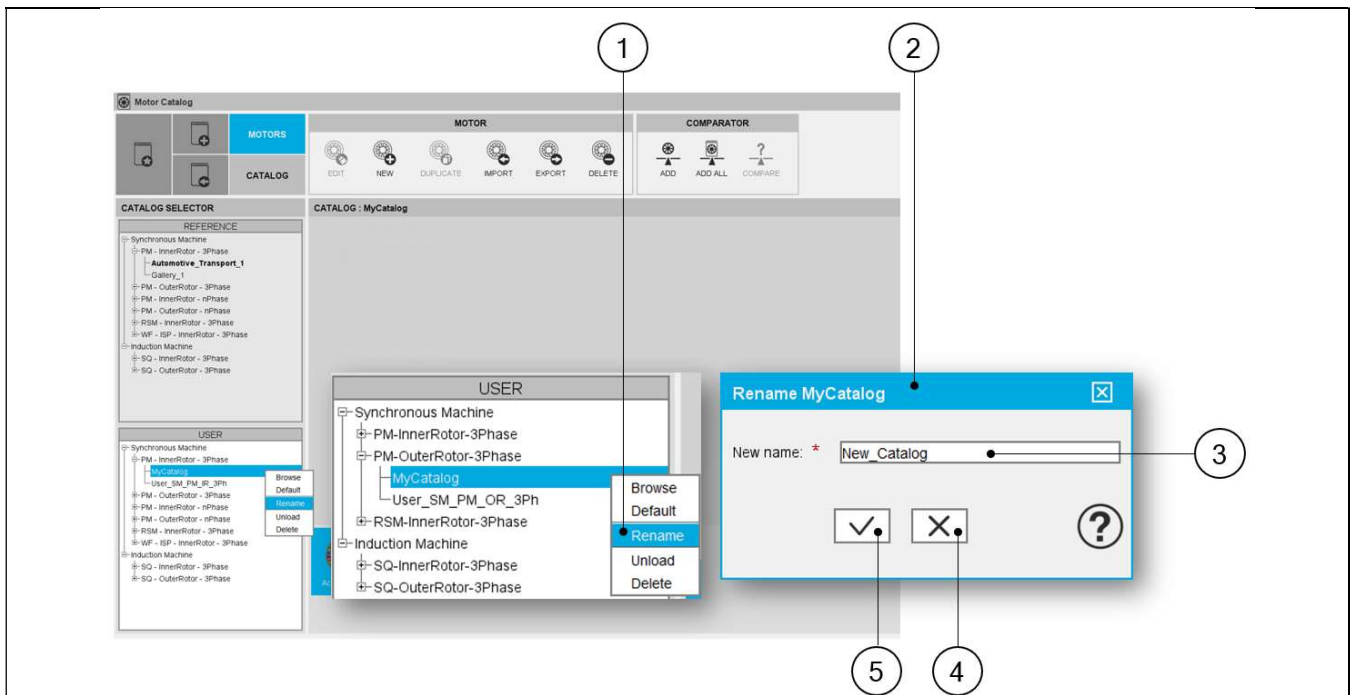 1
2
Motor Catalog
MOTORS
CATALOG
MOTOR
EDIT
NEW
DUPLICATE
IMPORT
EXPORT
DELETE
COMPARATOR
ADD
ADD ALL
?
COMPARE
CATALOG SELECTOR
CATALOG : MyCatalog
REFERENCE
Synchronous Machine
PM - InnerRotor - 3Phase
Automotive_Transport_1
Gallery_1
PM - OuterRotor - 3Phase
PM - InnerRotor - nPhase
PM - OuterRotor - nPhase
RSM - InnerRotor - 3Phase
WF - ISP - InnerRotor - 3Phase
Induction Machine
SQ - InnerRotor - 3Phase
SQ - OuterRotor - 3Phase
USER
Synchronous Machine
PM - InnerRotor - 3Phase
MyCatalog
User_SM_PM_IR_3Ph
PM - OuterRotor - 3Phase
PM - InnerRotor - nPhase
PM - OuterRotor - nPhase
RSM - InnerRotor - 3Phase
WF - ISP - InnerRotor - 3Phase
Induction Machine
SQ - InnerRotor - 3Phase
SQ - OuterRotor - 3Phase
Browse
Default
Rename
Unload
Delete
USER
Synchronous Machine
PM-InnerRotor-3Phase
PM-OuterRotor-3Phase
MyCatalog
User_SM_PM_OR_3Ph
RSM-InnerRotor-3Phase
Induction Machine
SQ-InnerRotor-3Phase
SQ-OuterRotor-3Phase
Browse
Default
Rename
Unload
Delete
Rename MyCatalog
New name: * New_Catalog
?
3
5
4